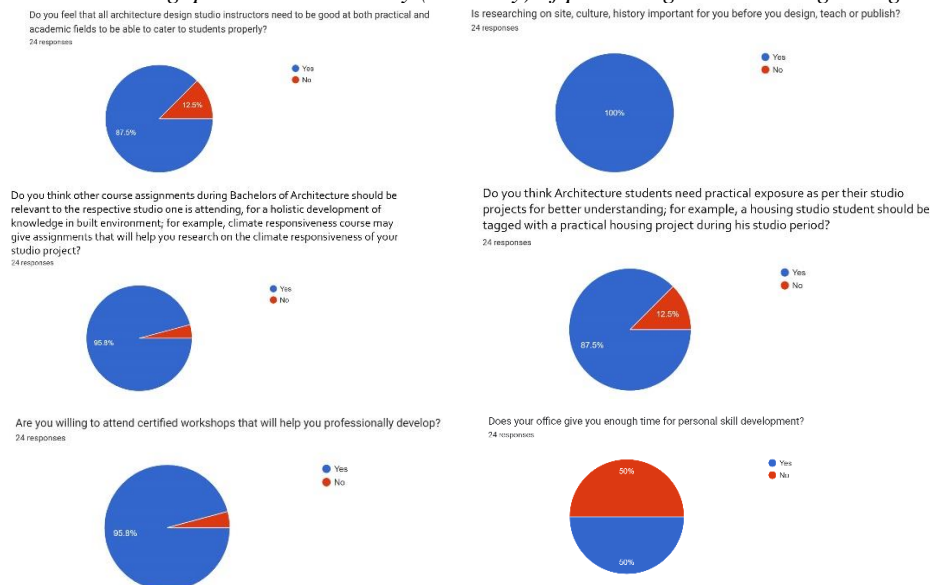 Do you feel that all architecture design studio instructors need to be good at both practical and
academic fields to be able to cater to students properly?
24 responses
Yes
No
12.5%
87.5%
Is researching on site, culture, history important for you before you design, teach or publish?
24 responses
Yes
No
100%
Do you think other course assignments during Bachelors of Architecture should be
relevant to the respective studio one is attending, for a holistic development of
knowledge in built environment; for example, climate responsiveness course may
give assignments that will help you research on the climate responsiveness of your
studio project?
24 responses
Yes
No
95.8%
Do you think Architecture students need practical exposure as per their studio
projects for better understanding; for example, a housing studio student should be
tagged with a practical housing project during his studio period?
24 responses
Yes
No
12.5%
87.5%
Are you willing to attend certified workshops that will help you professionally develop?
24 responses
Yes
No
95.8%
Does your office give you enough time for personal skill development?
24 responses
Yes
No
50%
50%